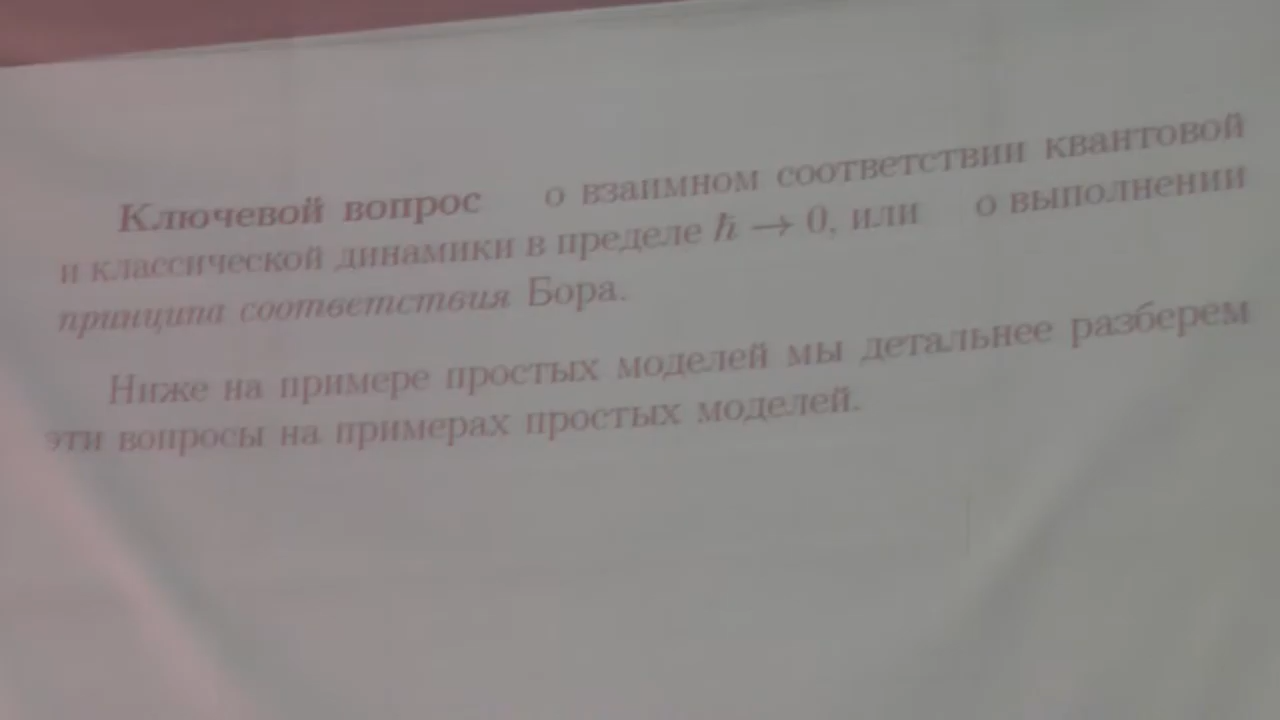 Ключевой вопрос о взаимном соответствии квантовой
и классической динамики в пределе ℏ → 0, или о выполнении
принципа соответствия Бора.
Ниже на примере простых моделей мы детальнее разберем
эти вопросы на примерах простых моделей.